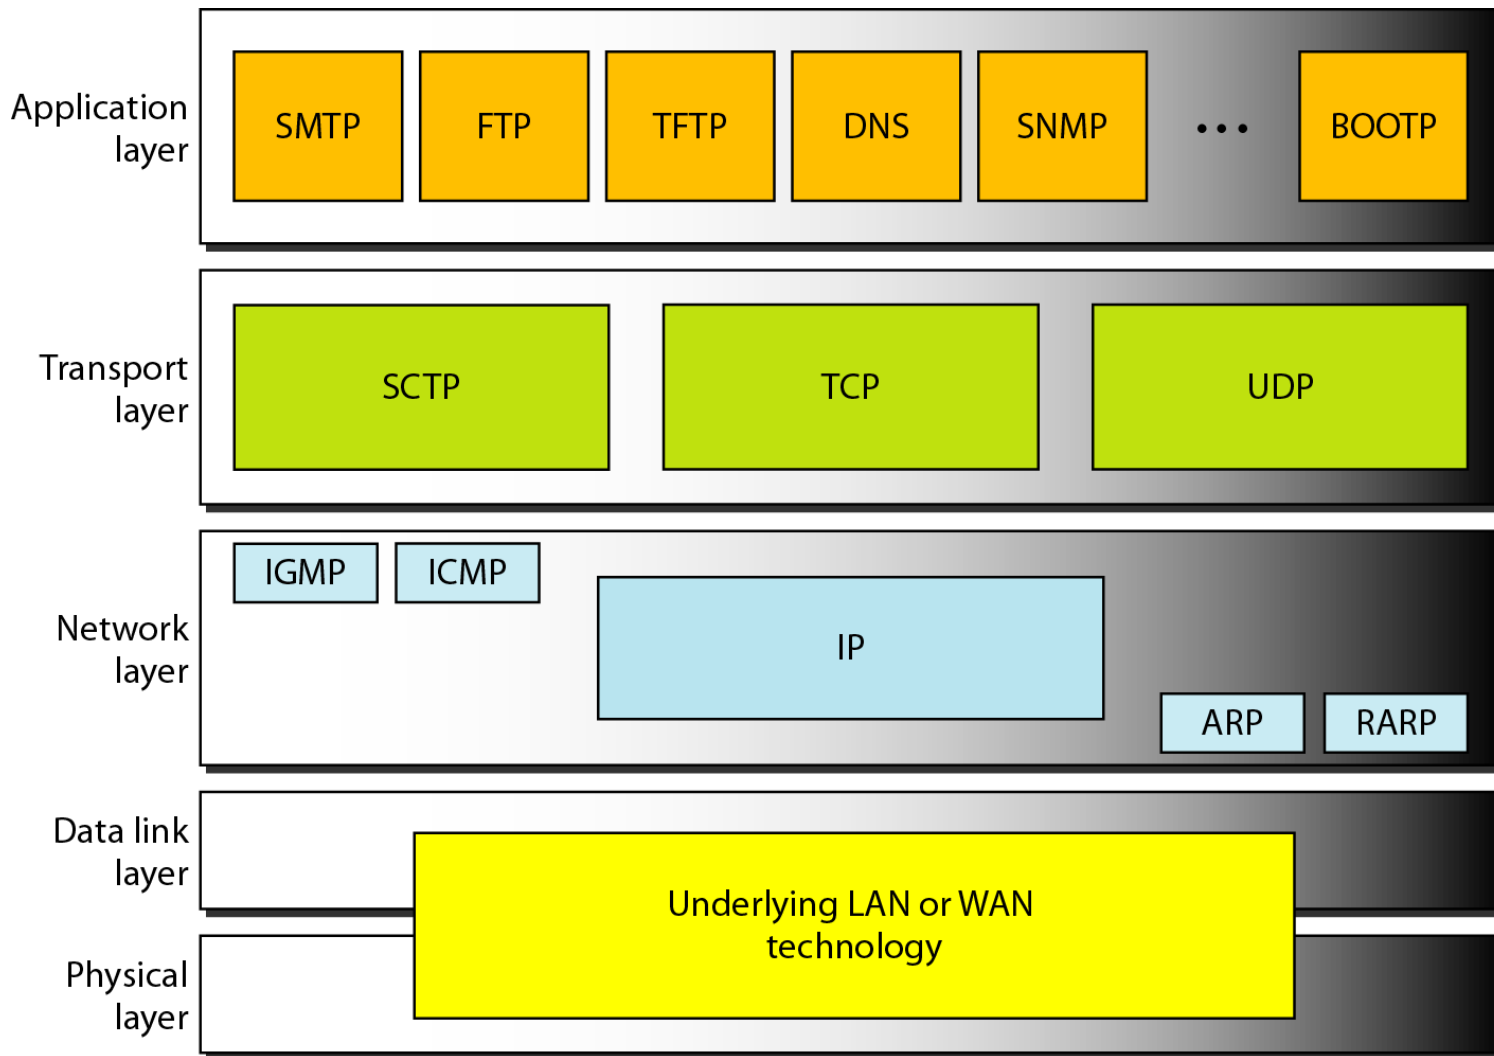 Application
layer
SMTP
FTP
TFTP
DNS
SNMP
...
BOOTP
Transport
layer
SCTP
TCP
UDP
Network
layer
IGMP
ICMP
IP
ARP
RARP
Data link
layer
Underlying LAN or WAN
technology
Physical
layer